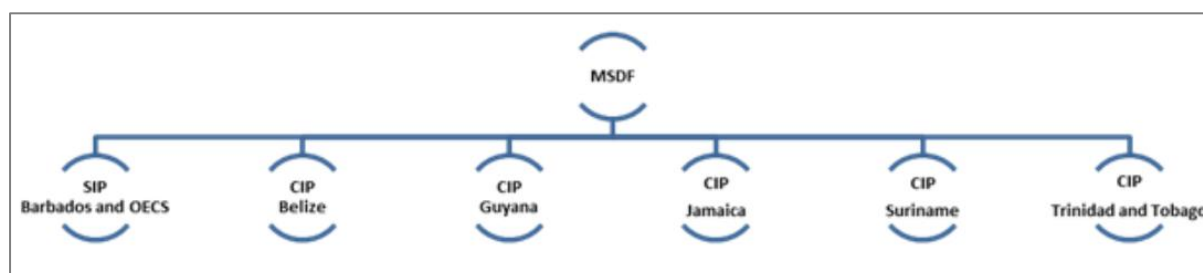 MSDF
SIP
Barbados and OECS
CIP
Belize
CIP
Guyana
CIP
Jamaica
CIP
Suriname
CIP
Trinidad and Tobago